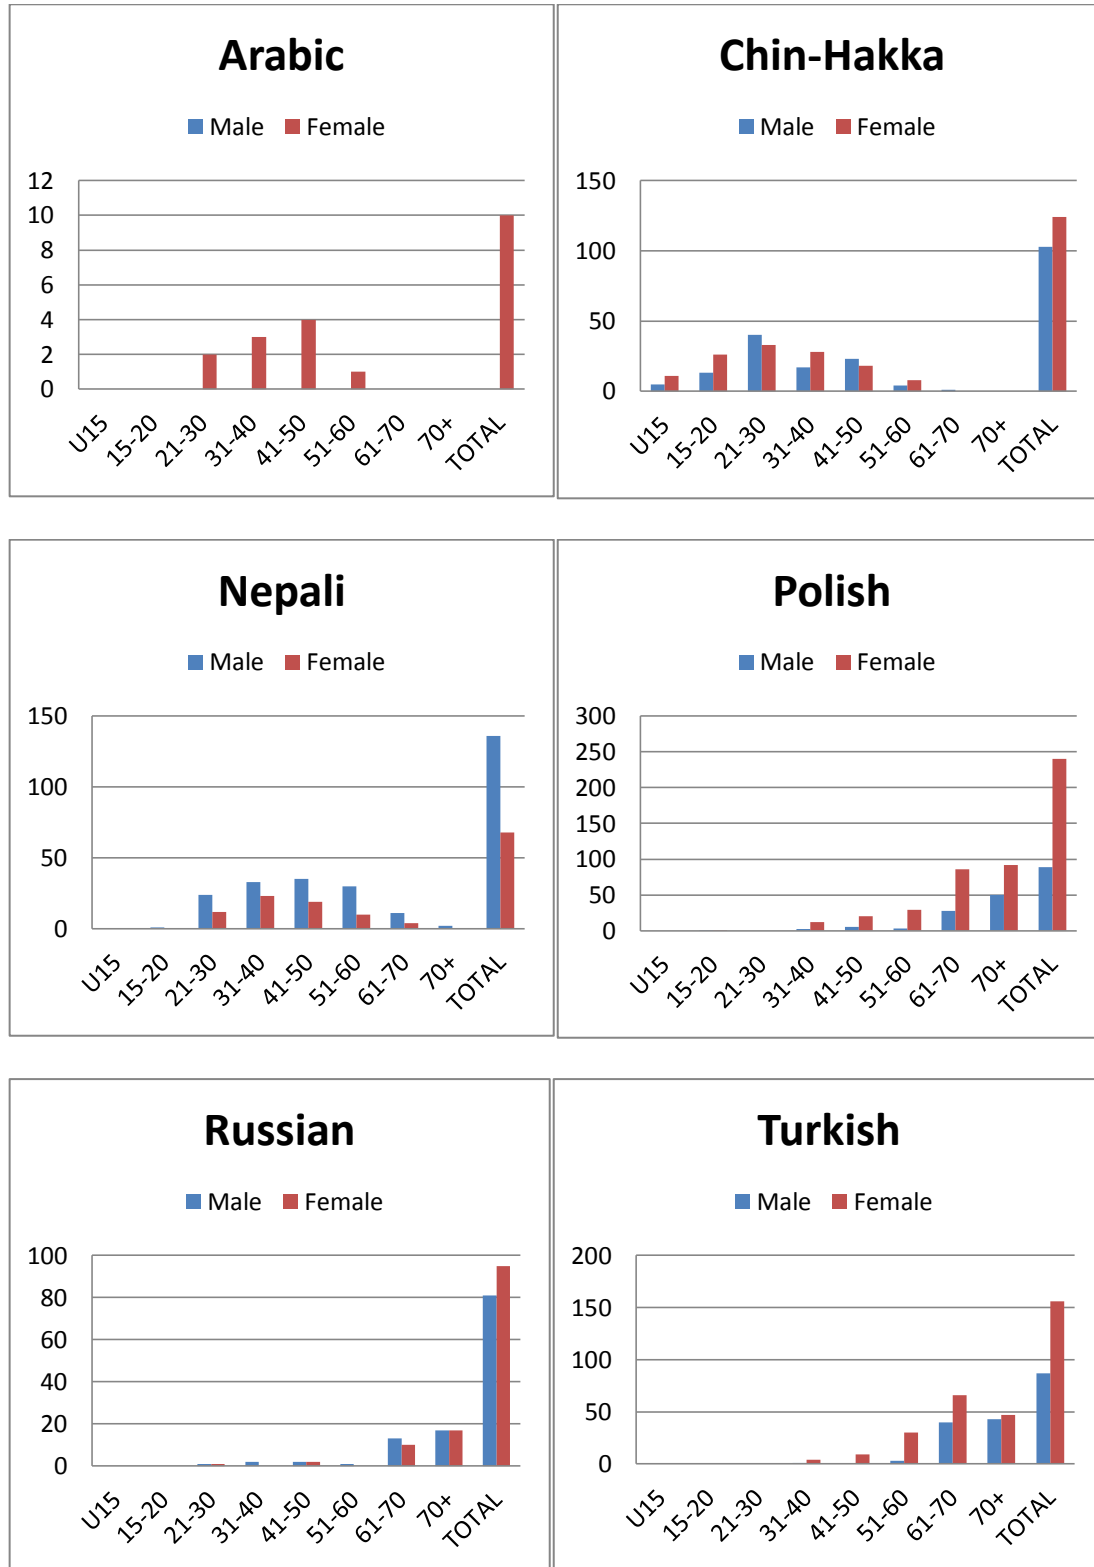 Arabic
Male Female
12
10
8
6
4
2
0
U15 15-20 21-30 31-40 41-50 51-60 61-70 70+ TOTAL
Chin-Hakka
Male Female
150
100
50
0
U15 15-20 21-30 31-40 41-50 51-60 61-70 70+ TOTAL
Nepali
Male Female
150
100
50
0
U15 15-20 21-30 31-40 41-50 51-60 61-70 70+ TOTAL
Polish
Male Female
300
250
200
150
100
50
0
U15 15-20 21-30 31-40 41-50 51-60 61-70 70+ TOTAL
Russian
Male Female
100
80
60
40
20
0
U15 15-20 21-30 31-40 41-50 51-60 61-70 70+ TOTAL
Turkish
Male Female
200
150
100
50
0
U15 15-20 21-30 31-40 41-50 51-60 61-70 70+ TOTAL